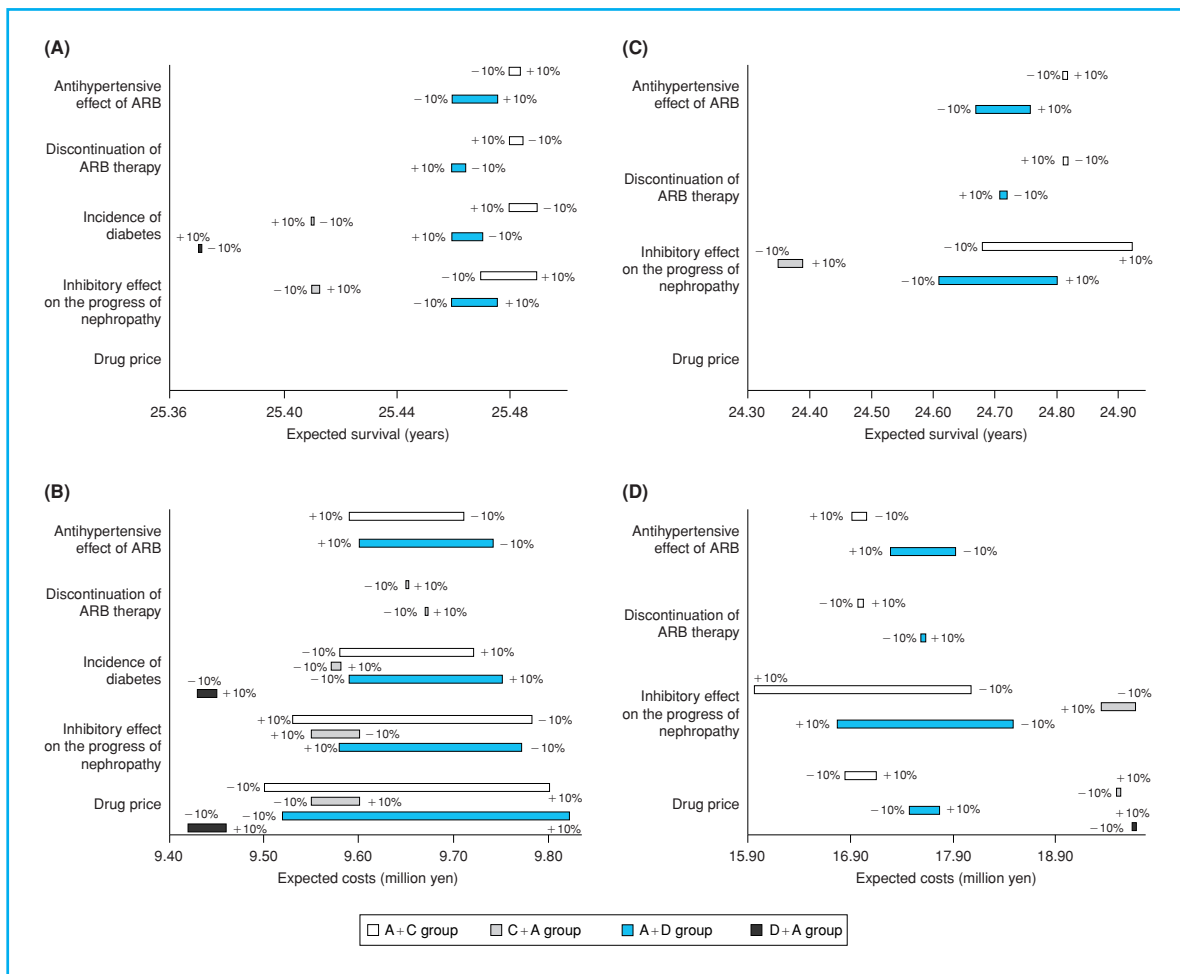 (A)
−10% +10%
Antihypertensive
effect of ARB
−10% +10%
+10% −10%
Discontinuation of
ARB therapy
+10% −10%
+10% −10%
Incidence of
diabetes
+10% −10%
+10% −10%
+10%
−10%
−10% +10%
Inhibitory effect
on the progress of
nephropathy
−10% +10%
−10% +10%
Drug price
25.36 25.40 25.44 25.48
Expected survival (years)
(C)
−10% +10%
Antihypertensive
effect of ARB
−10% +10%
+10% −10%
Discontinuation of
ARB therapy
+10% −10%
−10%
+10%
Inhibitory effect
on the progress of
nephropathy
−10%
+10%
−10% +10%
Drug price
24.30 24.40 24.50 24.60 24.70 24.80 24.90
Expected survival (years)
(B)
+10% −10%
Antihypertensive
effect of ARB
+10% −10%
−10% +10%
Discontinuation of
ARB therapy
−10% +10%
−10% +10%
Incidence of
diabetes
−10% +10%
−10% +10%
−10%
+10%
+10% −10%
Inhibitory effect
on the progress of
nephropathy
+10% −10%
+10% −10%
−10%
+10%
Drug price
−10% +10%
−10%
+10%
−10%
+10%
9.40 9.50 9.60 9.70 9.80
Expected costs (million yen)
(D)
+10% −10%
Antihypertensive
effect of ARB
+10% −10%
−10% +10%
Discontinuation of
ARB therapy
−10% +10%
+10%
−10%
Inhibitory effect
on the progress of
nephropathy
−10%
+10%
+10% −10%
−10% +10%
Drug price
+10%
−10%
−10% +10%
+10%
−10%
15.90 16.90 17.90 18.90
Expected costs (million yen)
A+C group C+A group A+D group D+A group